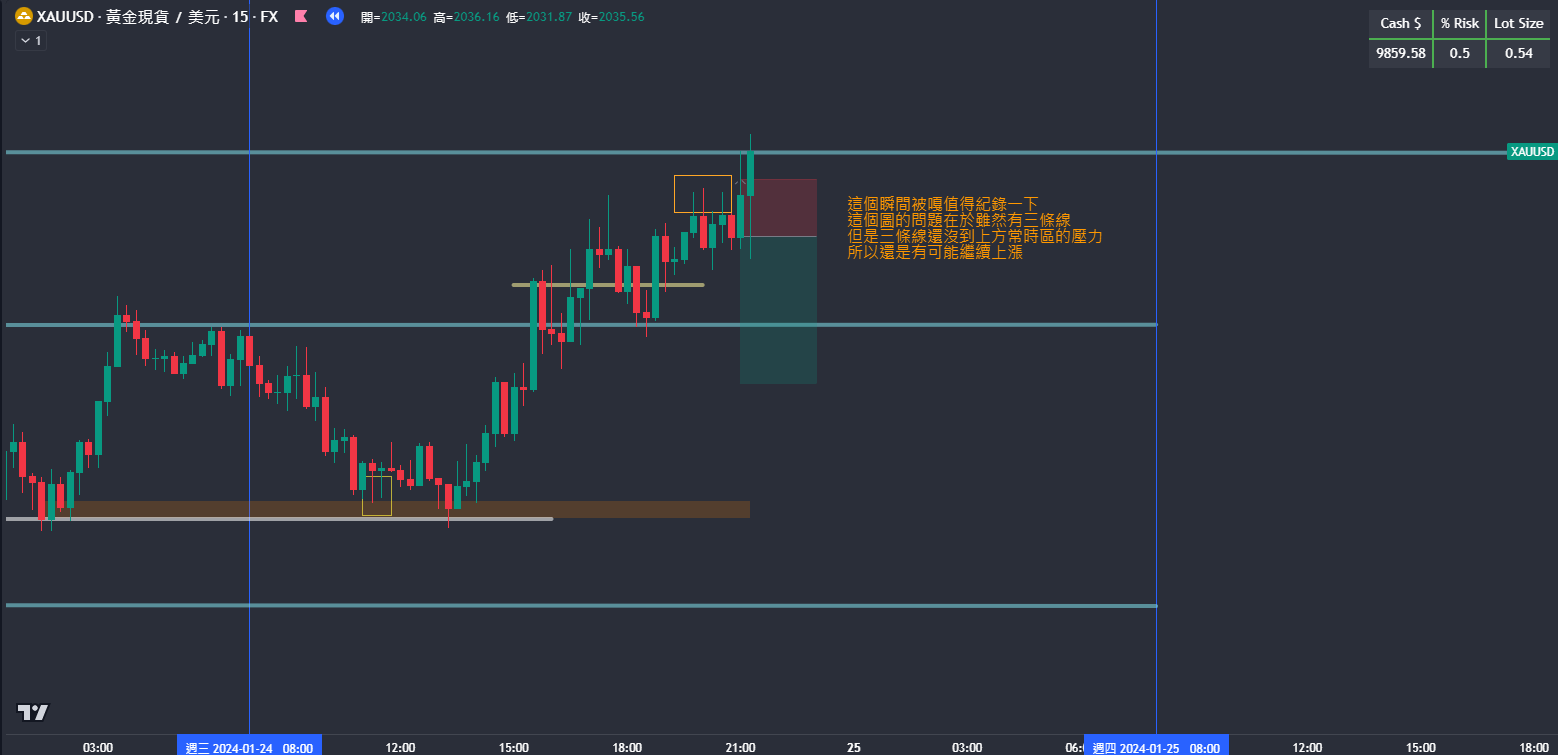 XAUUSD · 黃金現貨 / 美元 · 15 · FX 開=2034.06 高=2036.16 低=2031.87 收=2035.56
1
Cash $ % Risk Lot Size
9859.58 0.5 0.54
XAUUSD
這個瞬間被嘎值得紀錄一下
這個圖的問題在於雖然有三條線
但是三條線還沒到上方常時區的壓力
所以還是有可能繼續上漲
03:00 週三 2024-01-24 08:00 12:00 15:00 18:00 21:00 25 03:00 06: 週四 2024-01-25 08:00 12:00 15:00 18:00